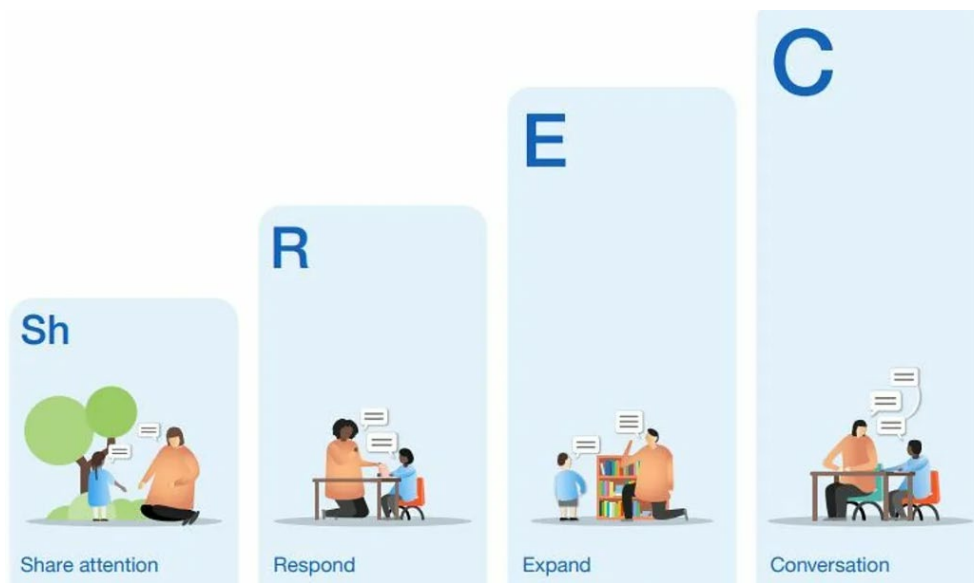 Sh
Share attention
R
Respond
E
Expand
C
Conversation